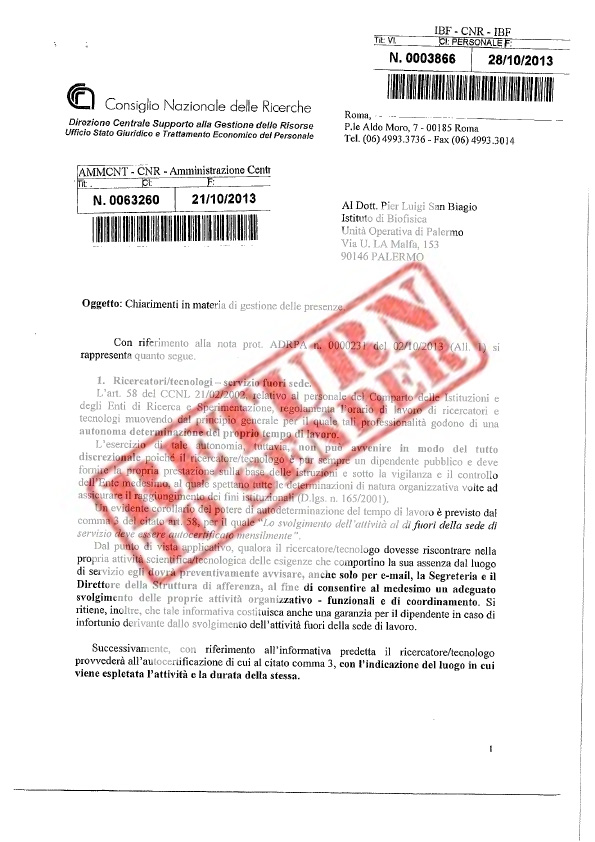 IBF - CNR - IBF
Tit: VI. Cl: PERSONALE F:
N. 0003866 28/10/2013
Consiglio Nazionale delle Ricerche
Direzione Centrale Supporto alla Gestione delle Risorse
Ufficio Stato Giuridico e Trattamento Economico del Personale
Roma,
P.le Aldo Moro, 7 - 00185 Roma
Tel. (06) 4993.3736 - Fax (06) 4993.3014
AMMCNT - CNR - Amministrazione Centr
Tit: . Cl: F:
N. 0063260 21/10/2013
Al Dott. Pier Luigi San Biagio
Istituto di Biofisica
Unità Operativa di Palermo
Via U. LA Malfa, 153
90146 PALERMO
Oggetto: Chiarimenti in materia di gestione delle presenze.
Con riferimento alla nota prot. ADRPA n. 0000231 del 02/10/2013 (All. 1) si
rappresenta quanto segue.
1. Ricercatori/tecnologi – servizio fuori sede.
L'art. 58 del CCNL 21/02/2002, relativo al personale del Comparto delle Istituzioni e
degli Enti di Ricerca e Sperimentazione, regolamenta l'orario di lavoro di ricercatori e
tecnologi muovendo dal principio generale per il quale tali professionalità godono di una
autonoma determinazione del proprio tempo di lavoro.
L'esercizio di tale autonomia, tuttavia, non può avvenire in modo del tutto
discrezionale poiché il ricercatore/tecnologo è pur sempre un dipendente pubblico e deve
fornire la propria prestazione sulla base delle istruzioni e sotto la vigilanza e il controllo
dell'Ente medesimo, al quale spettano tutte le determinazioni di natura organizzativa volte ad
assicurare il raggiungimento dei fini istituzionali (D.lgs. n. 165/2001).
Un evidente corollario del potere di autodeterminazione del tempo di lavoro è previsto dal
comma 3 del citato art. 58, per il quale "Lo svolgimento dell'attività al di fuori della sede di
servizio deve essere autocertificato mensilmente".
Dal punto di vista applicativo, qualora il ricercatore/tecnologo dovesse riscontrare nella
propria attività scientifica/tecnologica delle esigenze che comportino la sua assenza dal luogo
di servizio egli dovrà preventivamente avvisare, anche solo per e-mail, la Segreteria e il
Direttore della Struttura di afferenza, al fine di consentire al medesimo un adeguato
svolgimento delle proprie attività organizzativo - funzionali e di coordinamento. Si
ritiene, inoltre, che tale informativa costituisca anche una garanzia per il dipendente in caso di
infortunio derivante dallo svolgimento dell'attività fuori della sede di lavoro.
Successivamente, con riferimento all'informativa predetta il ricercatore/tecnologo
provvederà all'autocertificazione di cui al citato comma 3, con l'indicazione del luogo in cui
viene espletata l'attività e la durata della stessa.
1
RETURN
TO SENDER